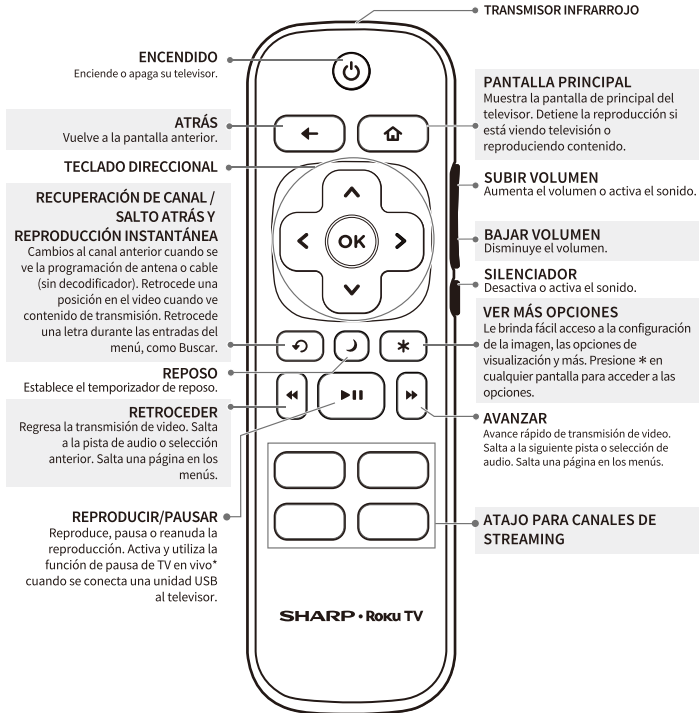 TRANSMISOR INFRARROJO
ENCENDIDO
Enciende o apaga su televisor.
PANTALLA PRINCIPAL
Muestra la pantalla de principal del
televisor. Detiene la reproducción si
está viendo televisión o
reproduciendo contenido.
ATRÁS
Vuelve a la pantalla anterior.
TECLADO DIRECCIONAL
SUBIR VOLUMEN
Aumenta el volumen o activa el sonido.
RECUPERACIÓN DE CANAL /
SALTO ATRÁS Y
REPRODUCCIÓN INSTANTÁNEA
Cambios al canal anterior cuando se
ve la programación de antena o cable
(sin decodificador). Retrocede una
posición en el video cuando ve
contenido de transmisión. Retrocede
una letra durante las entradas del
menú, como Buscar.
OK
BAJAR VOLUMEN
Disminuye el volumen.
SILENCIADOR
Desactiva o activa el sonido.
VER MÁS OPCIONES
Le brinda fácil acceso a la configuración
de la imagen, las opciones de
visualización y más. Presione * en
cualquier pantalla para acceder a las
opciones.
REPOSO
Establece el temporizador de reposo.
RETROCEDER
Regresa la transmisión de video. Salta
a la pista de audio o selección
anterior. Salta una página en los
menús.
AVANZAR
Avance rápido de transmisión de video.
Salta a la siguiente pista o selección de
audio. Salta una página en los menús.
REPRODUCIR/PAUSAR
Reproduce, pausa o reanuda la
reproducción. Activa y utiliza la
función de pausa de TV en vivo*
cuando se conecta una unidad USB
al televisor.
ATAJO PARA CANALES DE
STREAMING
SHARP • Roku TV